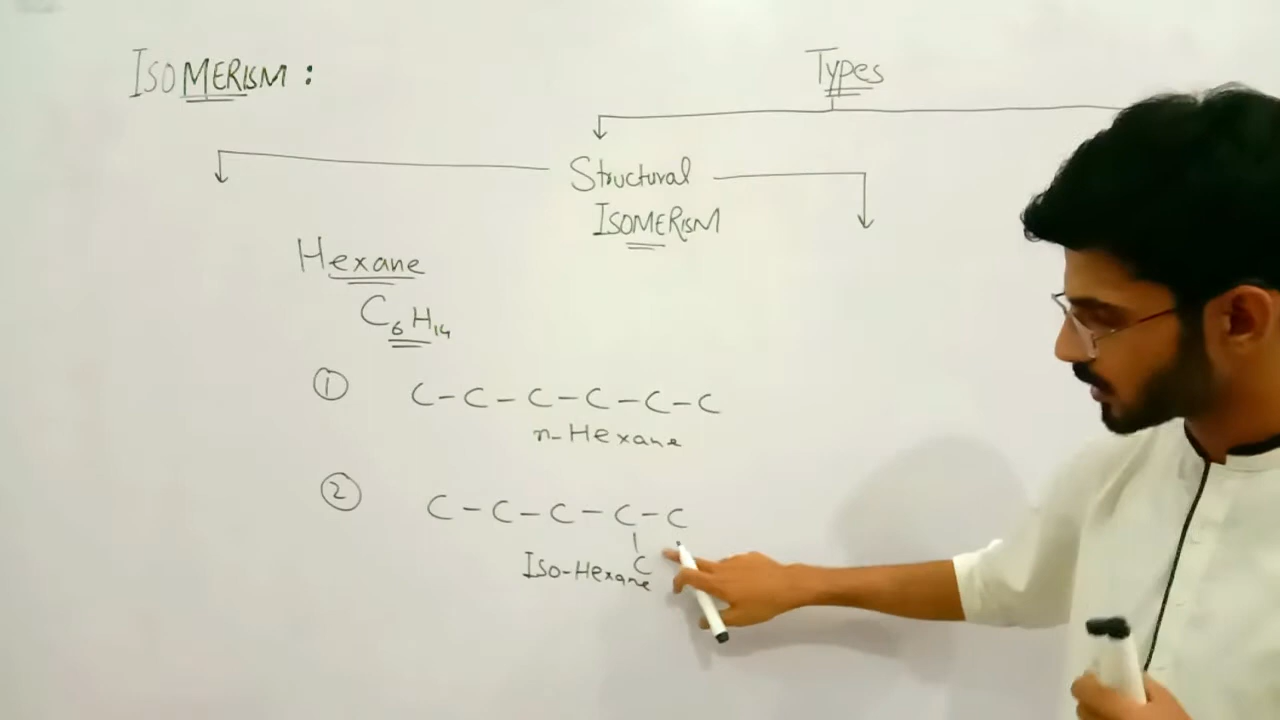 ISOMERISM :
Types
Structural
ISOMERISM
Hexane
C₆H₁₄
① C-C-C-C-C-C
n-Hexane
② C-C-C-C-C
C
Iso-Hexane